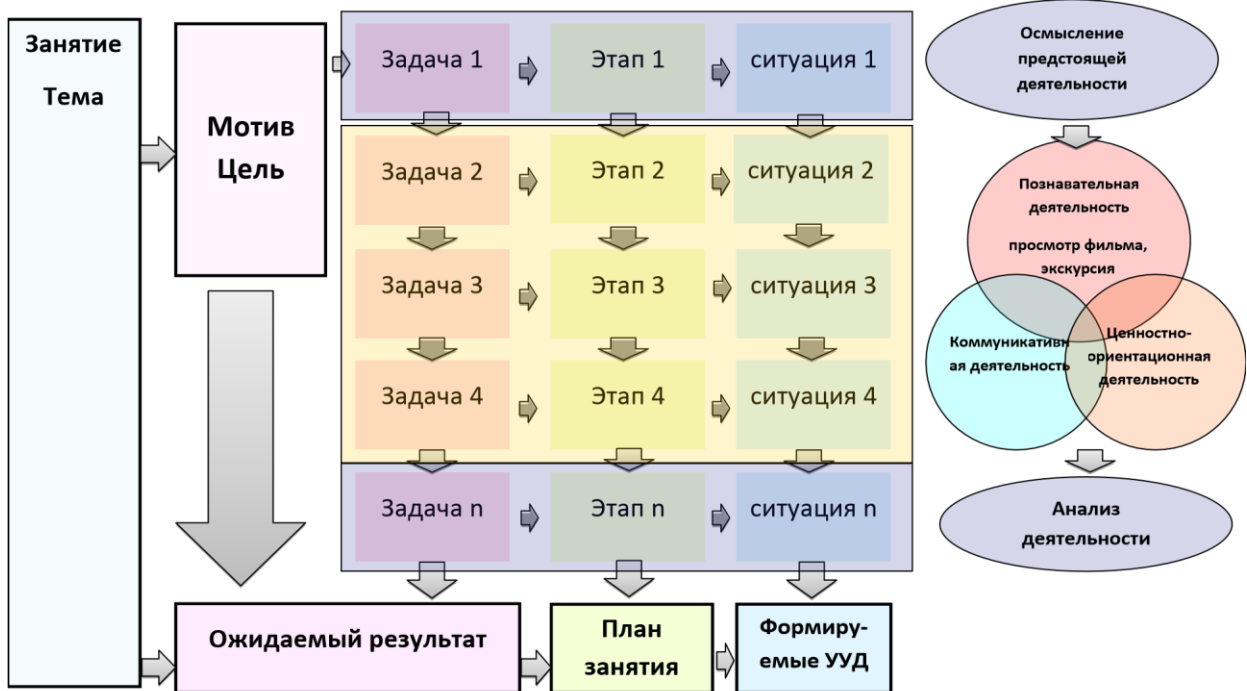 Занятие
Тема
Мотив
Цель
Задача 1
Этап 1
ситуация 1
Задача 2
Этап 2
ситуация 2
Задача 3
Этап 3
ситуация 3
Задача 4
Этап 4
ситуация 4
Задача n
Этап n
ситуация n
Ожидаемый результат
План
занятия
Формиру-
емые УУД
Осмысление
предстоящей
деятельности
Познавательная
деятельность
просмотр фильма,
экскурсия
Коммуникативн
ая деятельность
Ценностно-
ориентационная
деятельность
Анализ
деятельности